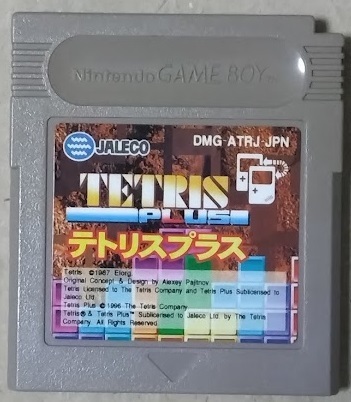 Nintendo GAME BOY
JALECO
DMG-ATRJ-JPN
TETRIS
PLUS
テトリスプラス
Tetris ©1987 Elorg.
Original Concept & Design by Alexey Pajitnov
Tetris Licensed to The Tetris Company and Tetris Plus Sublicensed to
Jaleco Ltd.
Tetris Plus ©1996 The Tetris Company
Tetris® & Tetris Plus™ Sublicensed to Jaleco Ltd. by The Tetris
Company. All Rights Reserved.